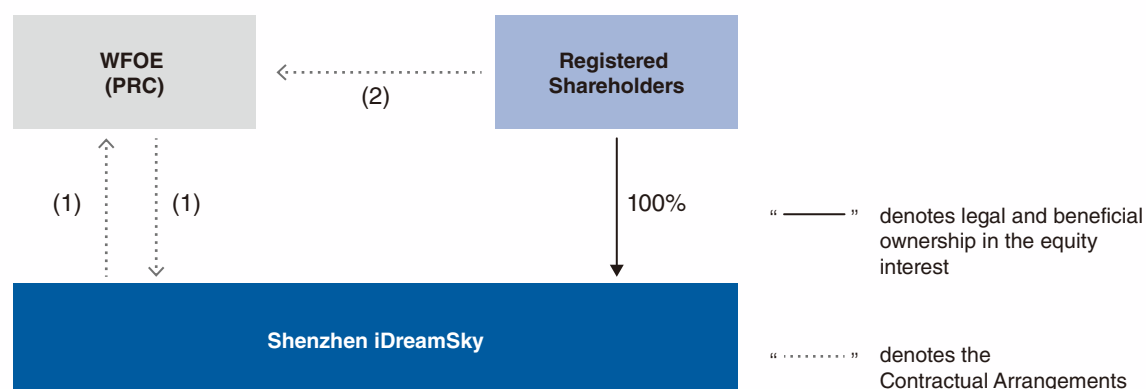 WFOE
(PRC)
Registered
Shareholders
(2)
(1)
(1)
100%
“ ——— ” denotes legal and beneficial
ownership in the equity
interest
Shenzhen iDreamSky
“ ········ ” denotes the
Contractual Arrangements